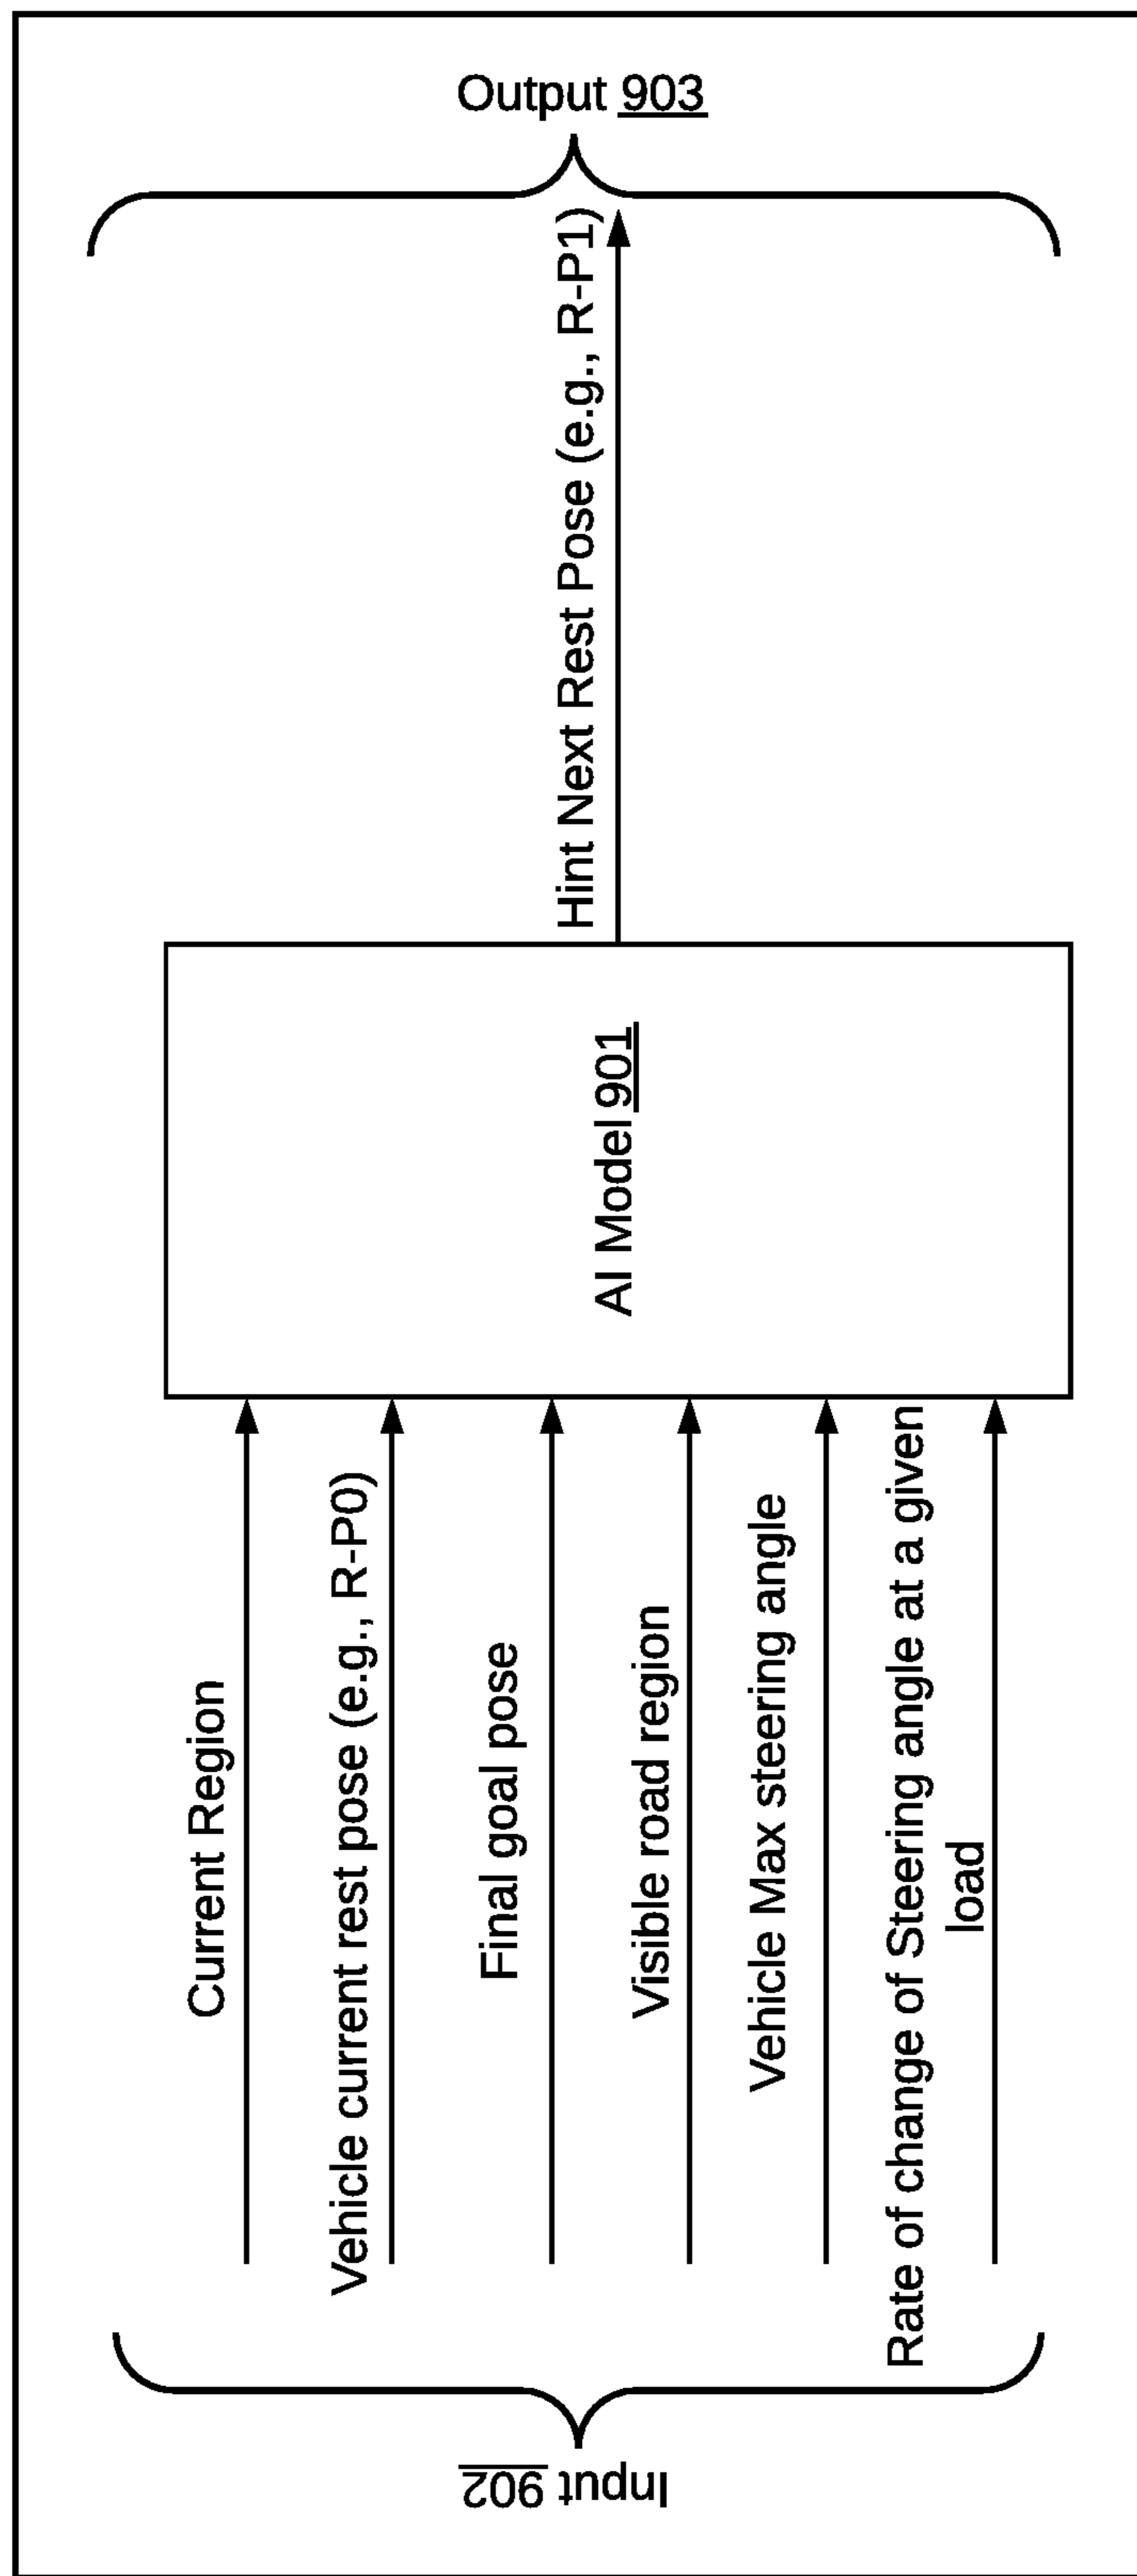 Input 902
Current Region
Vehicle current rest pose (e.g., R-P0)
Final goal pose
Visible road region
Vehicle Max steering angle
Rate of change of Steering angle at a given
load
AI Model 901
Hint Next Rest Pose (e.g., R-P1)
Output 903